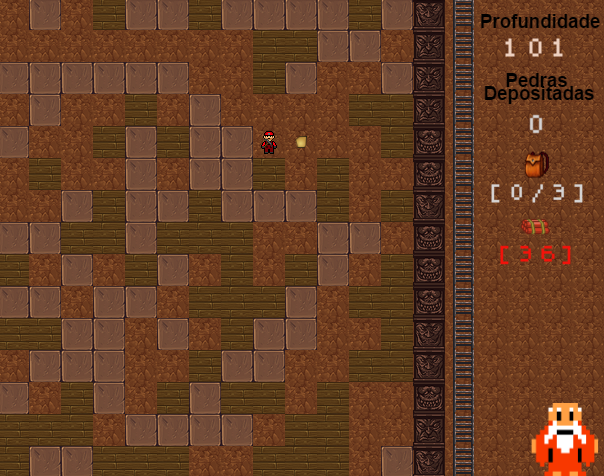 Profundidade
101
Pedras
Depositadas
0
[0/3]
[36]